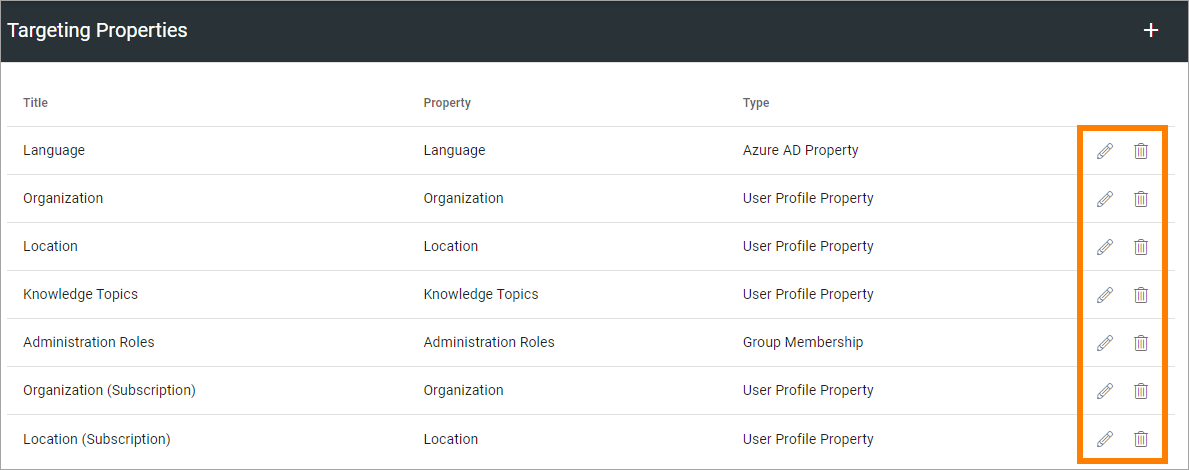 Targeting Properties +
Title Property Type
Language Language Azure AD Property
Organization Organization User Profile Property
Location Location User Profile Property
Knowledge Topics Knowledge Topics User Profile Property
Administration Roles Administration Roles Group Membership
Organization (Subscription) Organization User Profile Property
Location (Subscription) Location User Profile Property